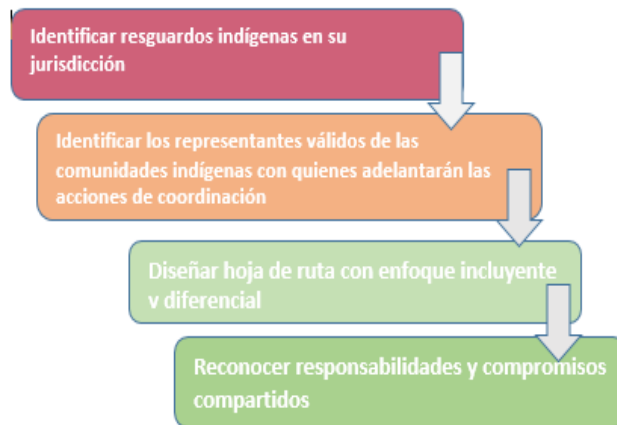 Identificar resguardos indígenas en su
jurisdicción
Identificar los representantes válidos de las
comunidades indígenas con quienes adelantarán las
acciones de coordinación
Diseñar hoja de ruta con enfoque incluyente
y diferencial
Reconocer responsabilidades y compromisos
compartidos